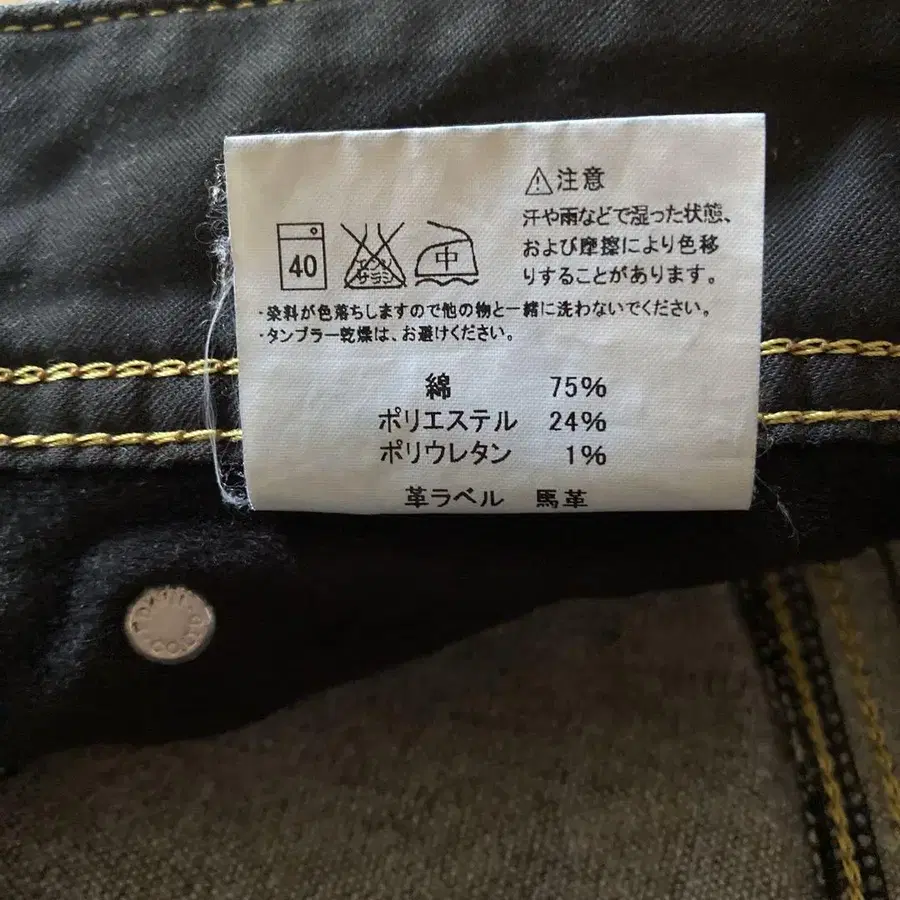 ⚠注意
汗や雨などで湿った状態、
および摩擦により色移
りすることがあります。
40
エンソ
サラシ
中
・染料が色落ちしますので他の物と一緒に洗わないでください。
・タンブラー乾燥は、お避けください。
綿 75%
ポリエステル 24%
ポリウレタン 1%
革ラベル 馬革